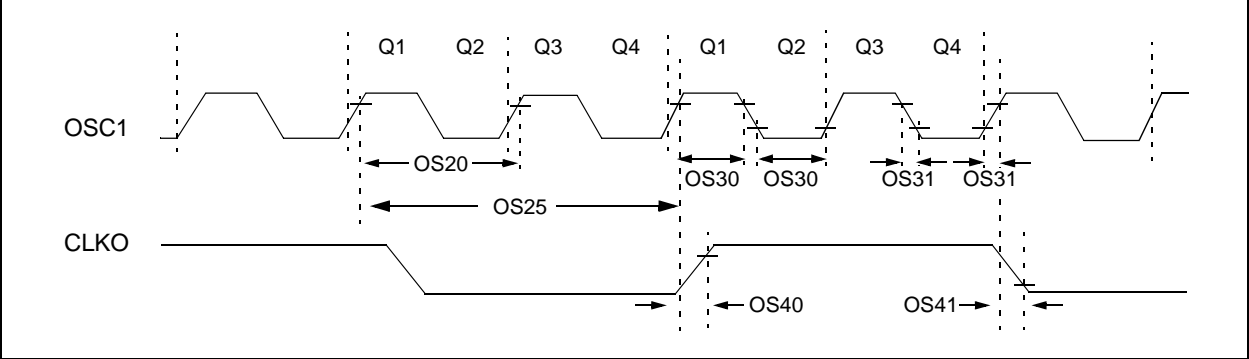 Q1 Q2 Q3 Q4 Q1 Q2 Q3 Q4
OSC1
OS20 OS30 OS30 OS31 OS31
OS25
CLKO
OS40 OS41